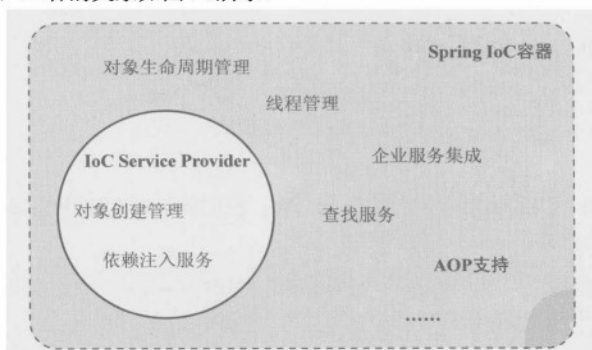 Spring IoC容器
对象生命周期管理
线程管理
IoC Service Provider
企业服务集成
对象创建管理
查找服务
依赖注入服务
AOP支持
……